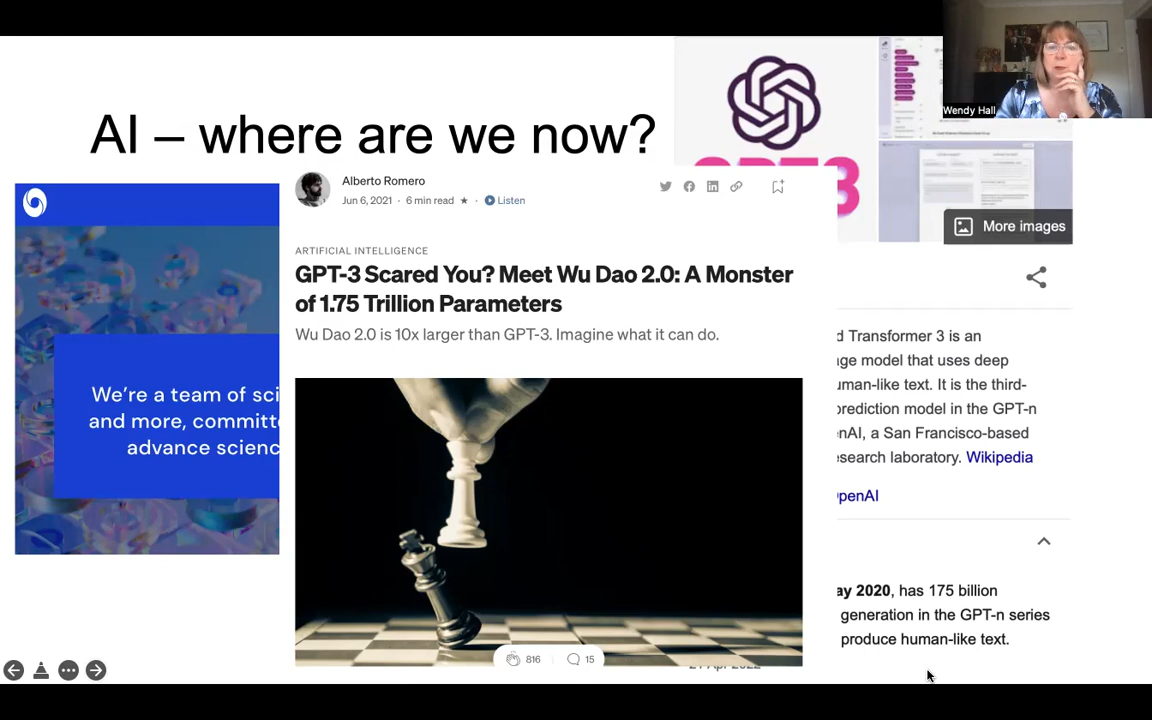 Wendy Hall
AI – where are we now?
Alberto Romero
Jun 6, 2021 · 6 min read · Listen
More images
ARTIFICIAL INTELLIGENCE
GPT-3 Scared You? Meet Wu Dao 2.0: A Monster
of 1.75 Trillion Parameters
Wu Dao 2.0 is 10x larger than GPT-3. Imagine what it can do.
We're a team of sci
and more, committe
advance scienc
d Transformer 3 is an
ge model that uses deep
uman-like text. It is the third-
prediction model in the GPT-n
enAI, a San Francisco-based
esearch laboratory. Wikipedia
OpenAI
ay 2020, has 175 billion
generation in the GPT-n series
produce human-like text.
816 15